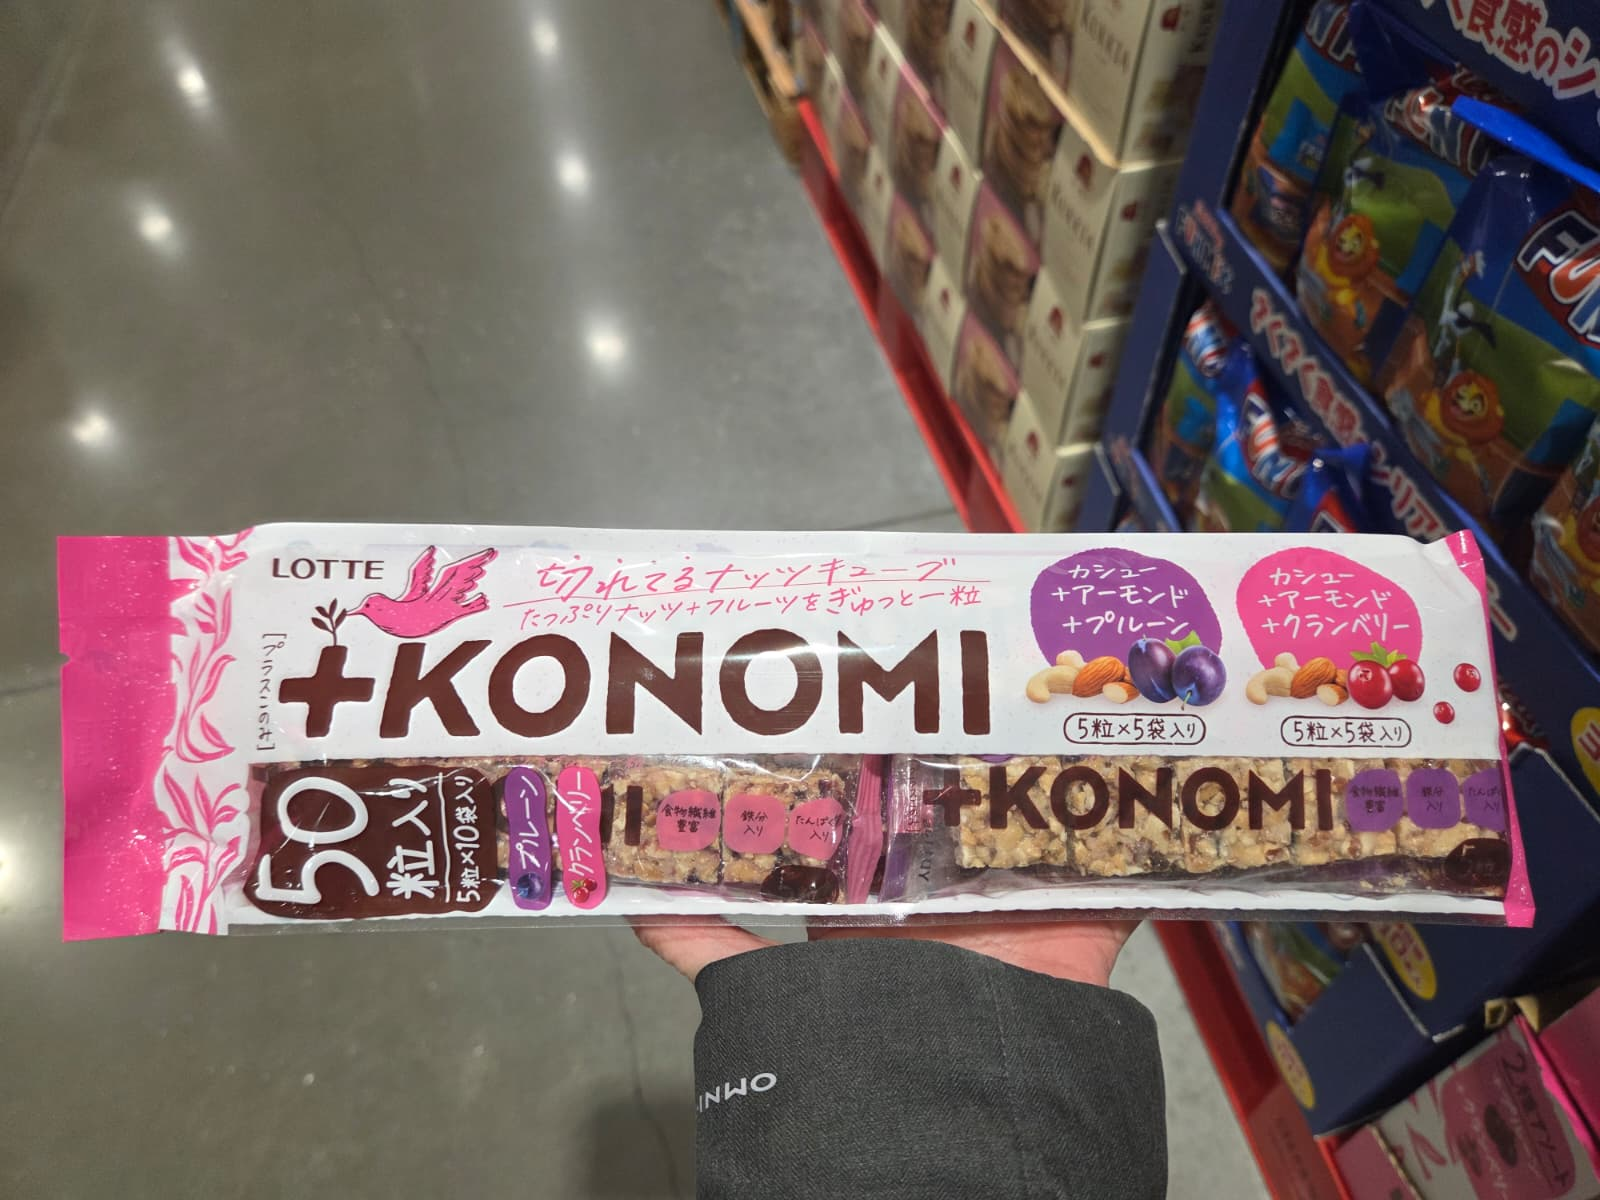 LOTTE
切れてるナッツキューブ
たっぷりナッツ+フルーツをぎゅっと一粒
[プラスこのみ]
+KONOMI
カシュー
+アーモンド
+プルーン
5粒×5袋入り
カシュー
+アーモンド
+クランベリー
5粒×5袋入り
50
粒入り
5粒×10袋入り
プルーン
クランベリー
食物繊維
豊富
鉄分
入り
たんぱく
入り
+KONOMI
食物繊維
豊富
鉄分
入り
OMNI
食感の